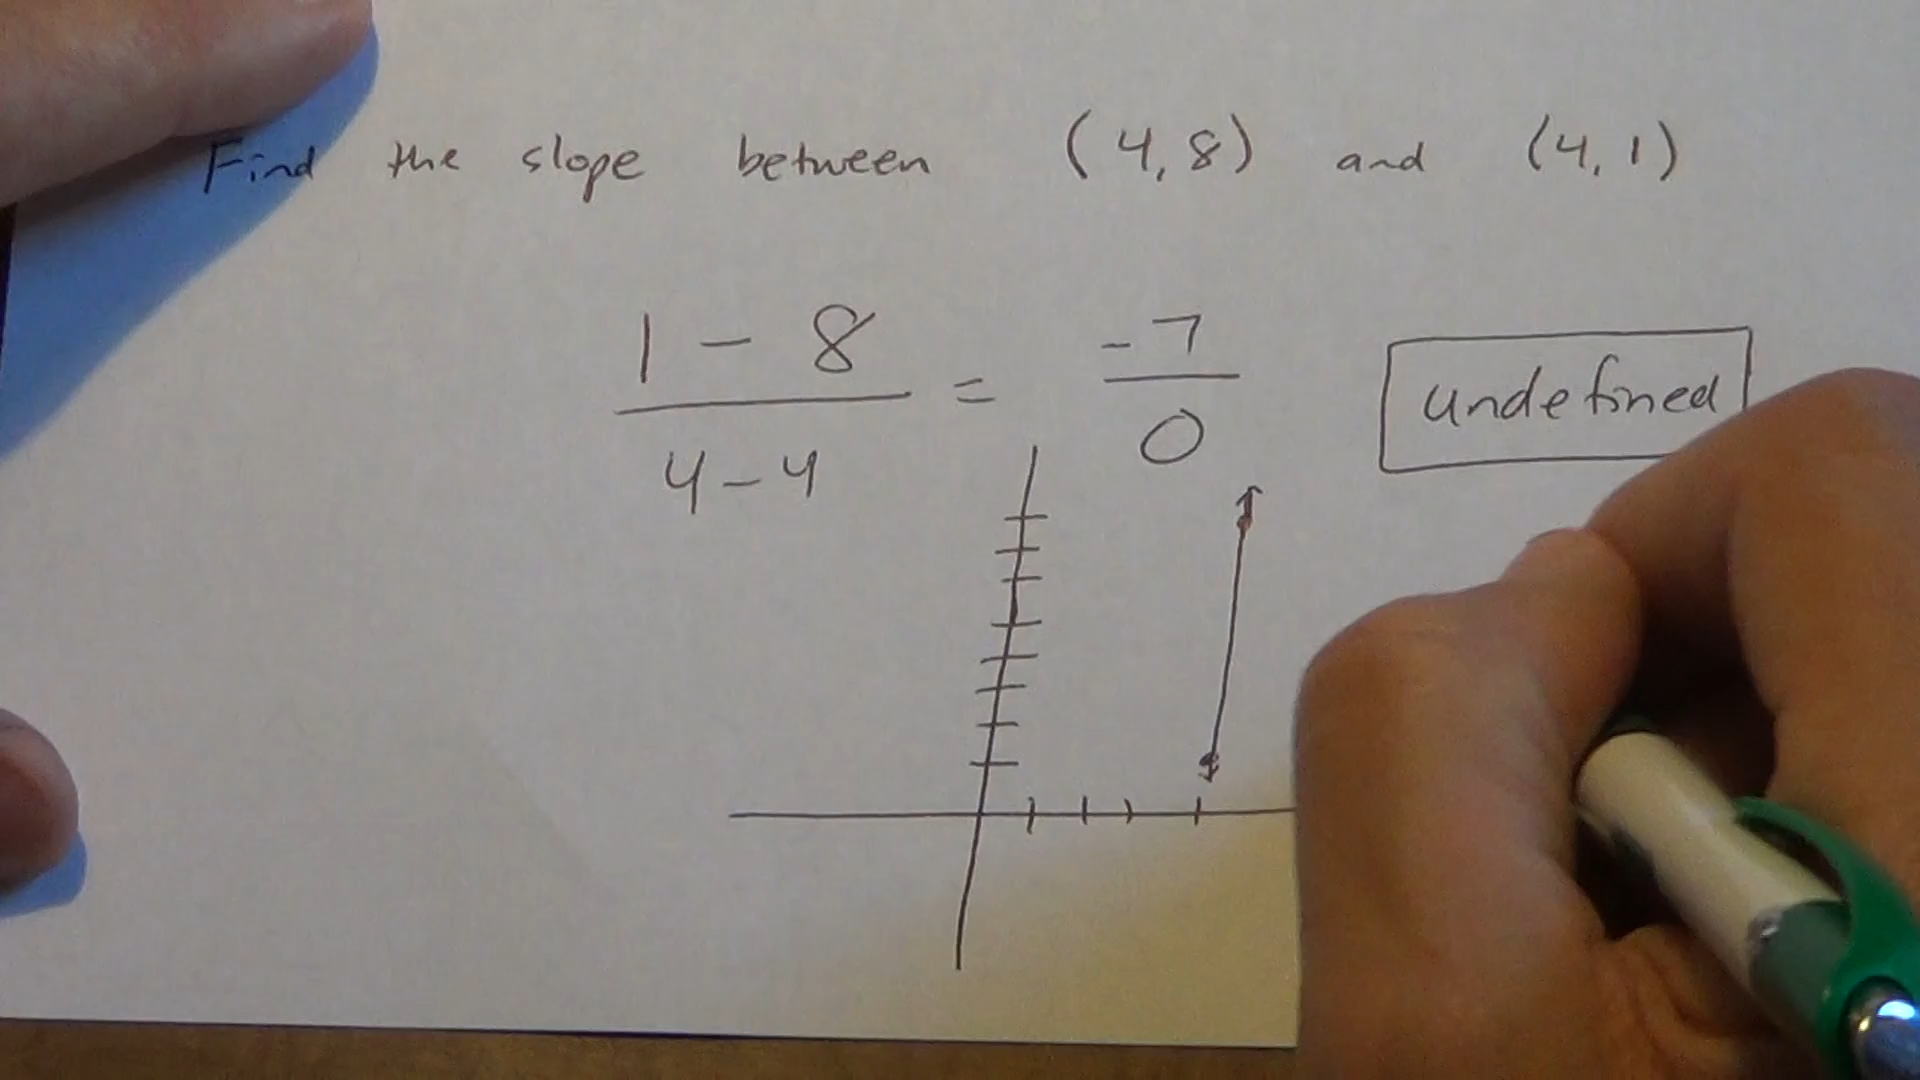 Find the slope between (4,8) and (4,1)
1 - 8 / 4 - 4 = -7 / 0 undefined